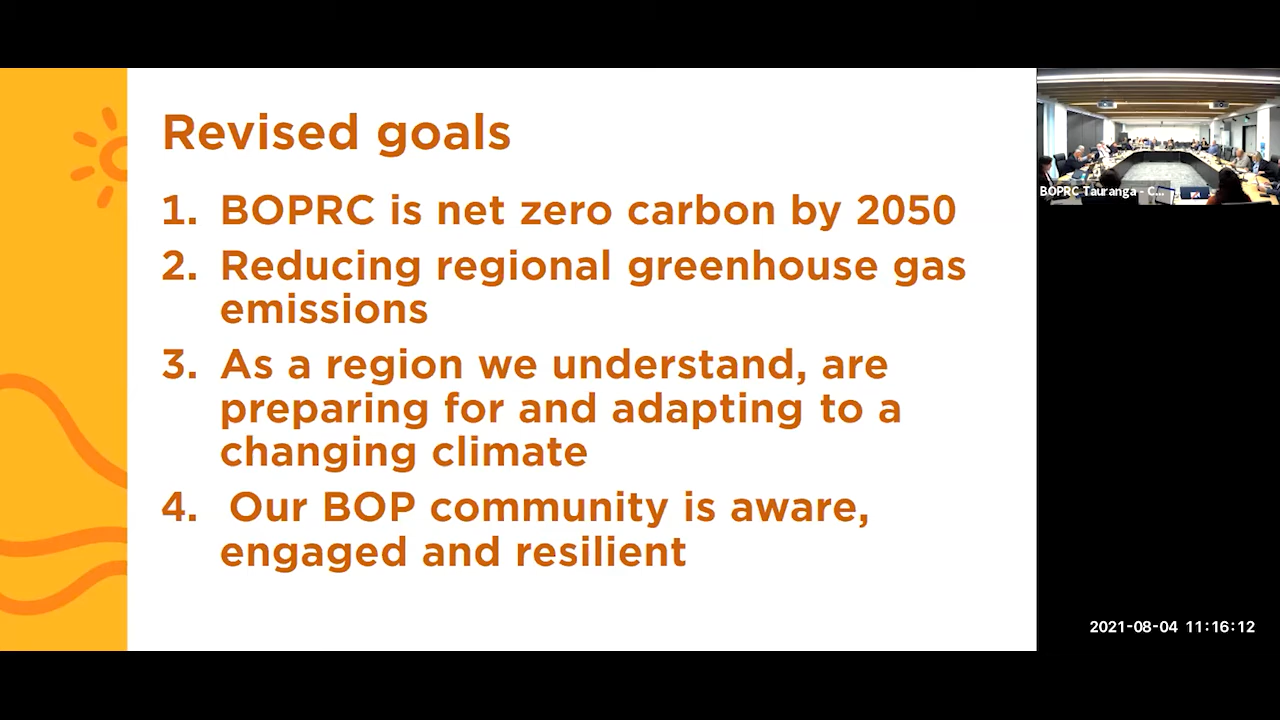 Revised goals
1. BOPRC is net zero carbon by 2050
2. Reducing regional greenhouse gas
emissions
3. As a region we understand, are
preparing for and adapting to a
changing climate
4. Our BOP community is aware,
engaged and resilient
BOPRC Tauranga - C...
2021-08-04 11:16:12